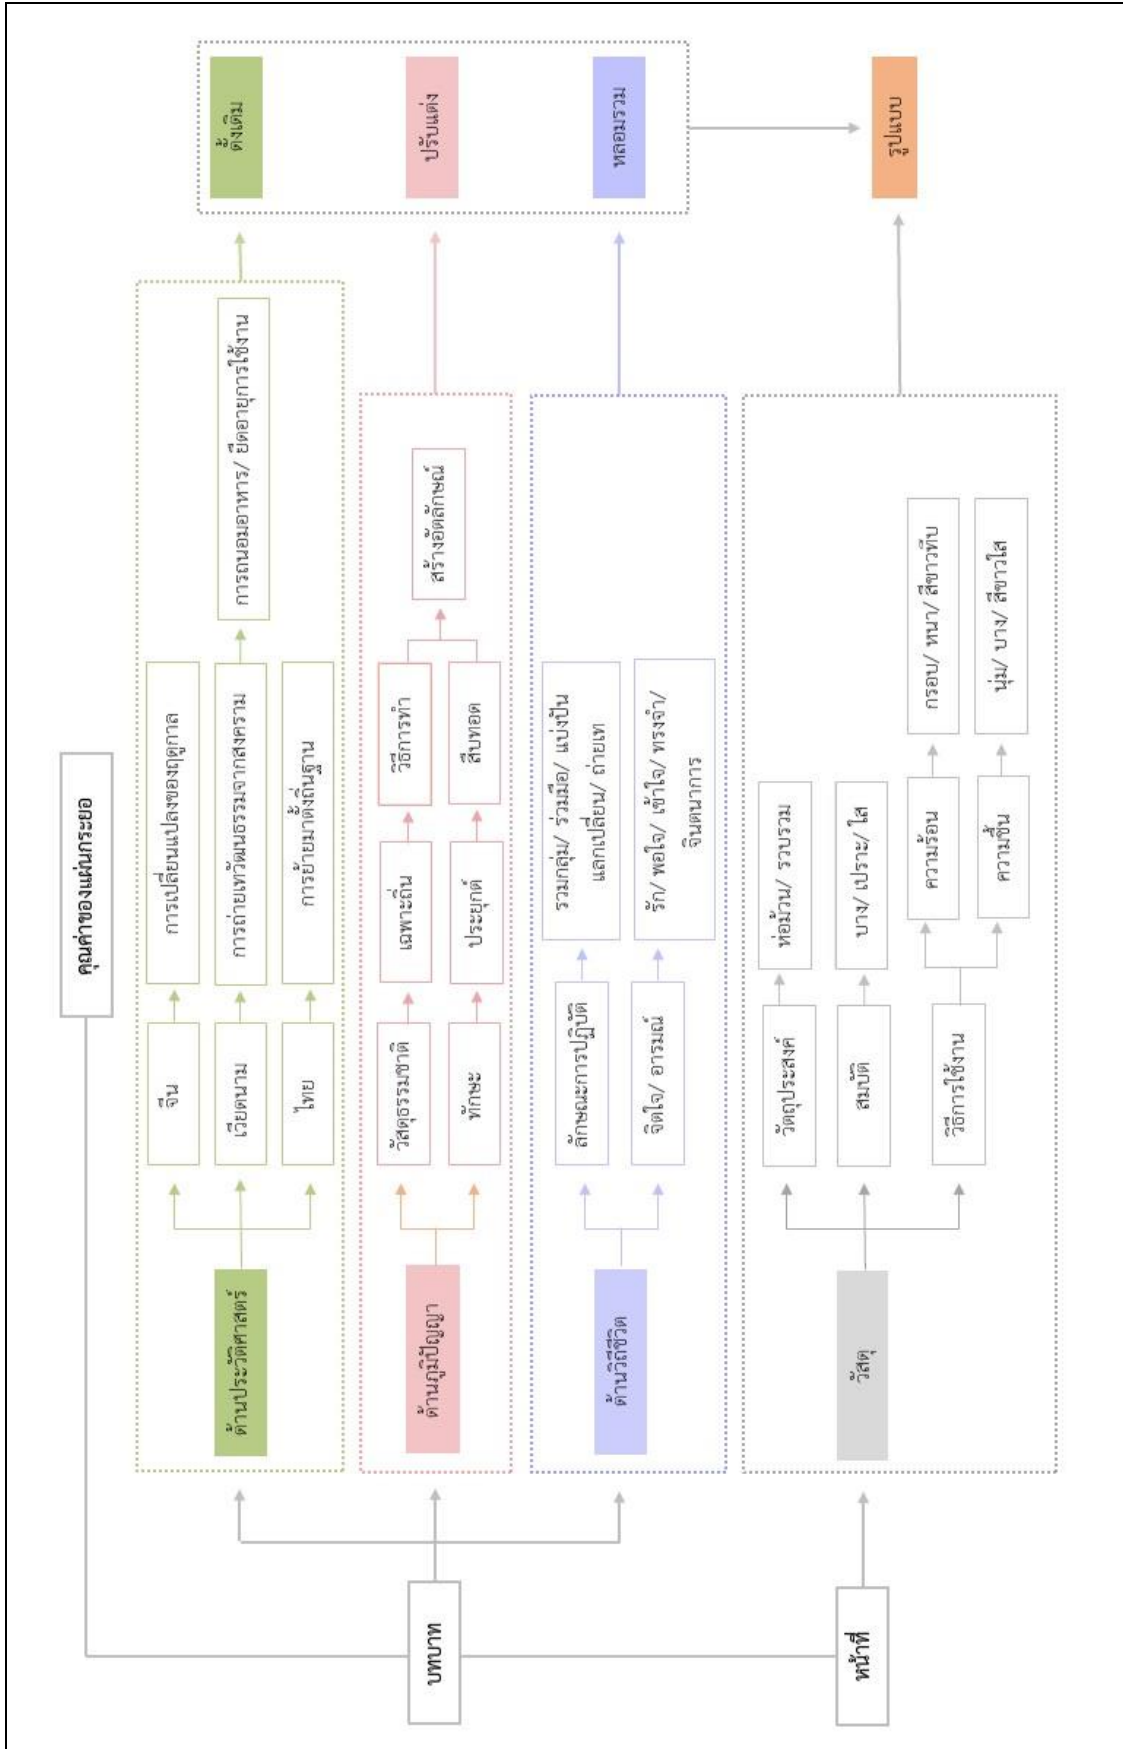 คุณค่าของแผ่นกระยอ
บทบาท
ด้านประวัติศาสตร์
จีน
การเปลี่ยนแปลงของฤดูกาล
เวียดนาม
การถ่ายเทวัฒนธรรมจากสงคราม
การถนอมอาหาร/ ยืดอายุการใช้งาน
ไทย
การย้ายมาตั้งถิ่นฐาน
ดั้งเดิม
ด้านภูมิปัญญา
วัสดุธรรมชาติ
เฉพาะถิ่น
วิธีการทำ
ทักษะ
ประยุกต์
สืบทอด
สร้างอัตลักษณ์
ปรับแต่ง
ด้านวิถีชีวิต
ลักษณะการปฏิบัติ
รวมกลุ่ม/ ร่วมมือ/ แบ่งปัน
แลกเปลี่ยน/ ถ่ายเท
จิตใจ/ อารมณ์
รัก/ พอใจ/ เข้าใจ/ ทรงจำ/
จินตนาการ
หลอมรวม
หน้าที่
วัสดุ
วัตถุประสงค์
ห่อม้วน/ รวบรวม
สมบัติ
บาง/ เปราะ/ ใส
วิธีการใช้งาน
ความร้อน
กรอบ/ หนา/ สีขาวทึบ
ความชื้น
นุ่ม/ บาง/ สีขาวใส
รูปแบบ